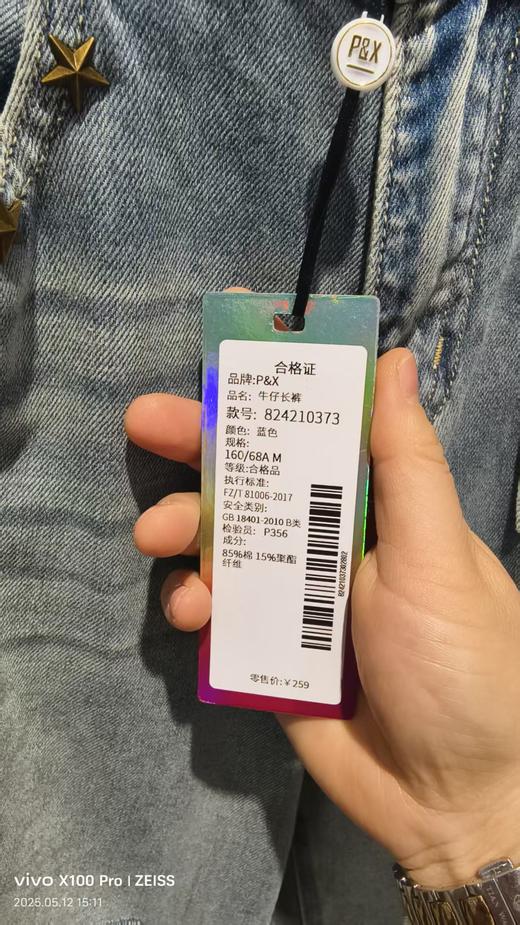 P&X
合格证
品牌:P&X
品名: 牛仔长裤
款号: 824210373
颜色: 蓝色
规格:
160/68A M
等级:合格品
执行标准:
FZ/T 81006-2017
安全类别:
GB 18401-2010 B类
检验员: P356
成分:
85%棉 15%聚酯
纤维
82421037302802
零售价:￥259
vivo X100 Pro | ZEISS
2025.05.12 15:11